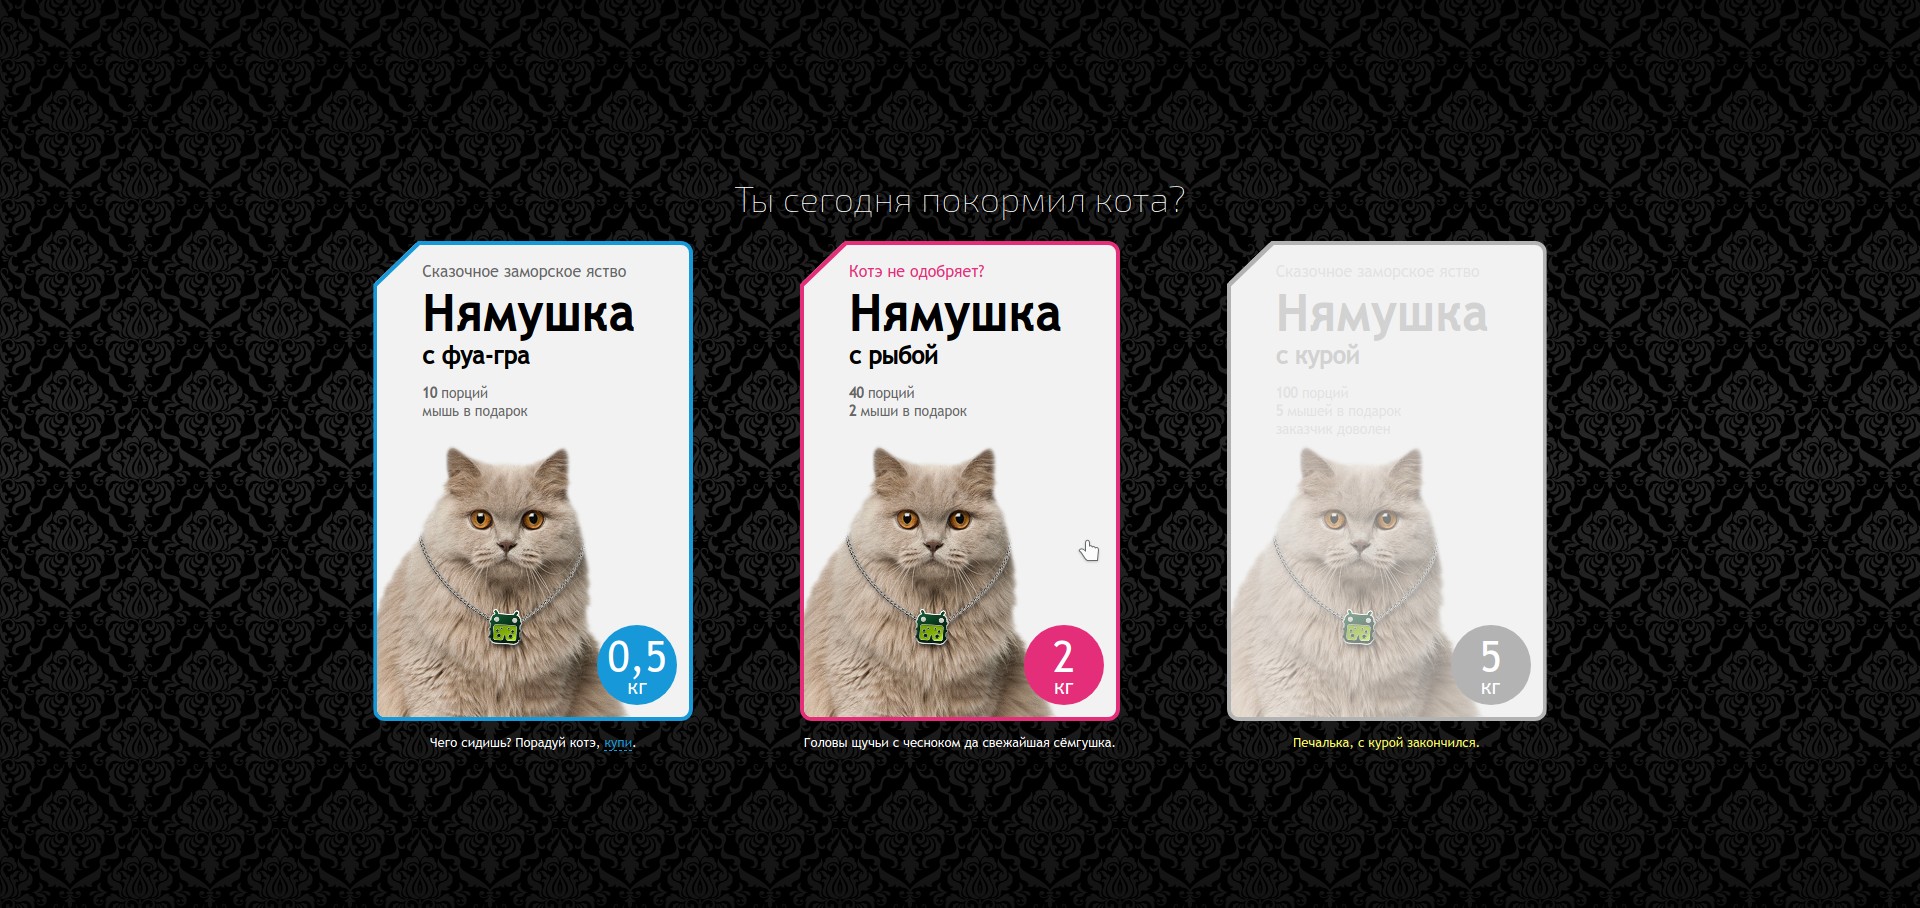 Ты сегодня покормил кота?
Сказочное заморское яство
Нямушка
с фуа-гра
10 порций
мышь в подарок
0,5
кг
Чего сидишь? Порадуй котэ, купи.
Котэ не одобряет?
Нямушка
с рыбой
40 порций
2 мыши в подарок
2
кг
Головы щучьи с чесноком да свежайшая сёмгушка.
Сказочное заморское яство
Нямушка
с курой
100 порций
5 мышей в подарок
заказчик доволен
5
кг
Печалька, с курой закончился.